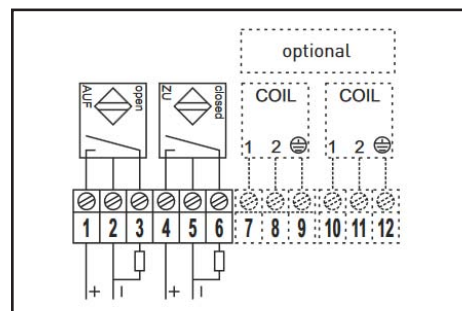 optional
AUF open ZU closed COIL COIL
1 2 1 2
1 2 3 4 5 6 7 8 9 10 11 12
+ − + −